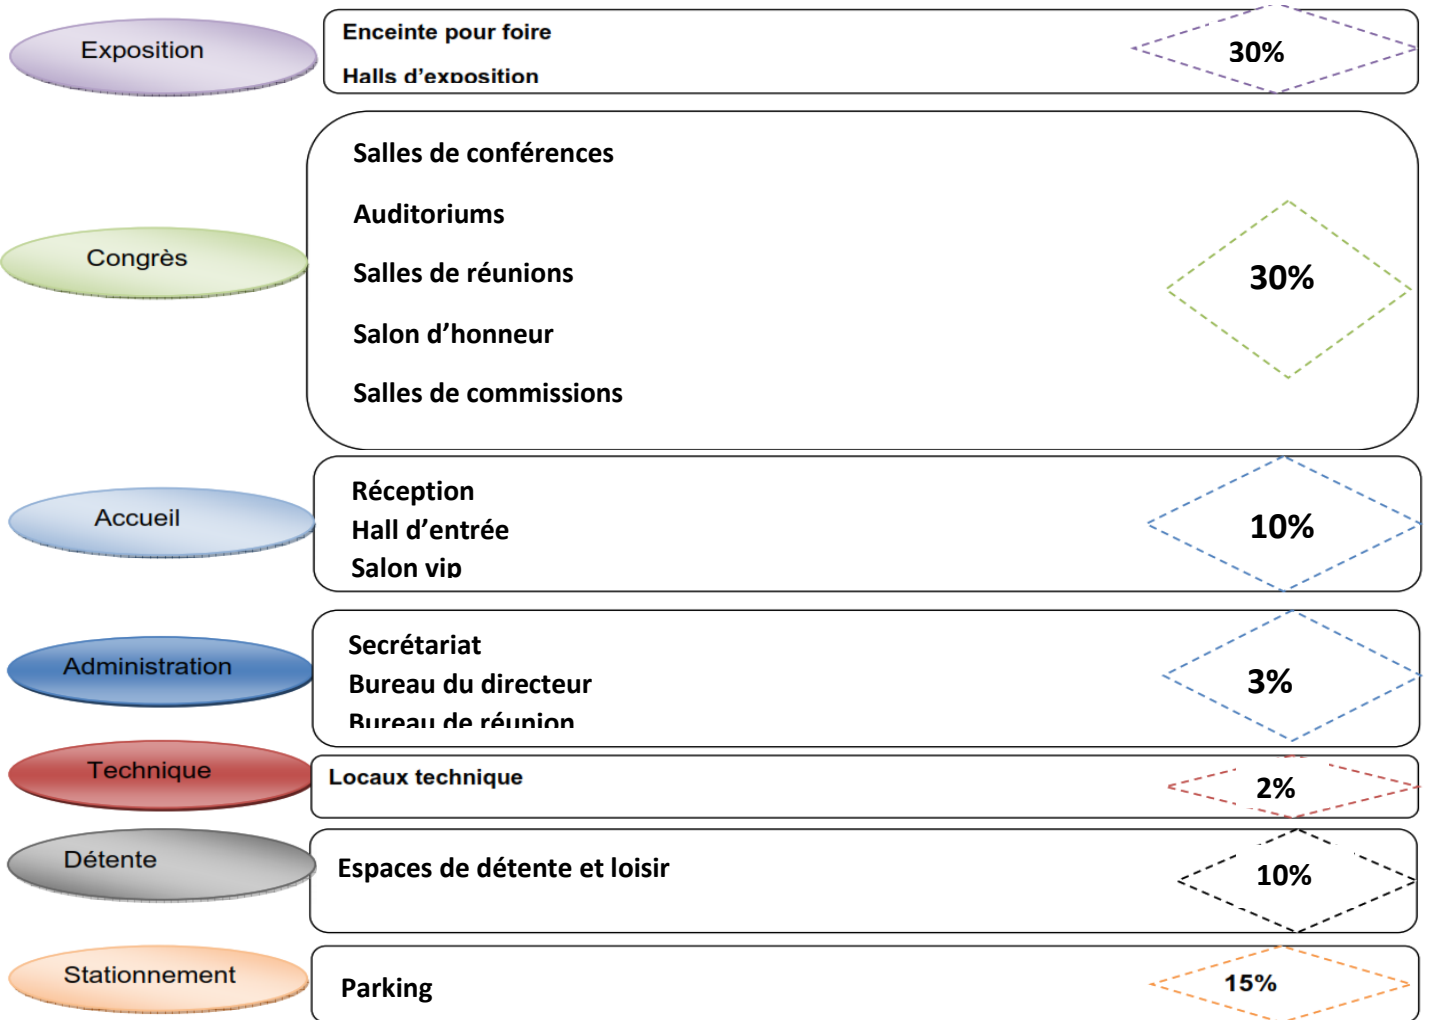 Exposition
Enceinte pour foire
Halls d'exposition
30%
Congrès
Salles de conférences
Auditoriums
Salles de réunions
Salon d’honneur
Salles de commissions
30%
Accueil
Réception
Hall d’entrée
Salon vip
10%
Administration
Secrétariat
Bureau du directeur
Bureau de réunion
3%
Technique
Locaux technique
2%
Détente
Espaces de détente et loisir
10%
Stationnement
Parking
15%